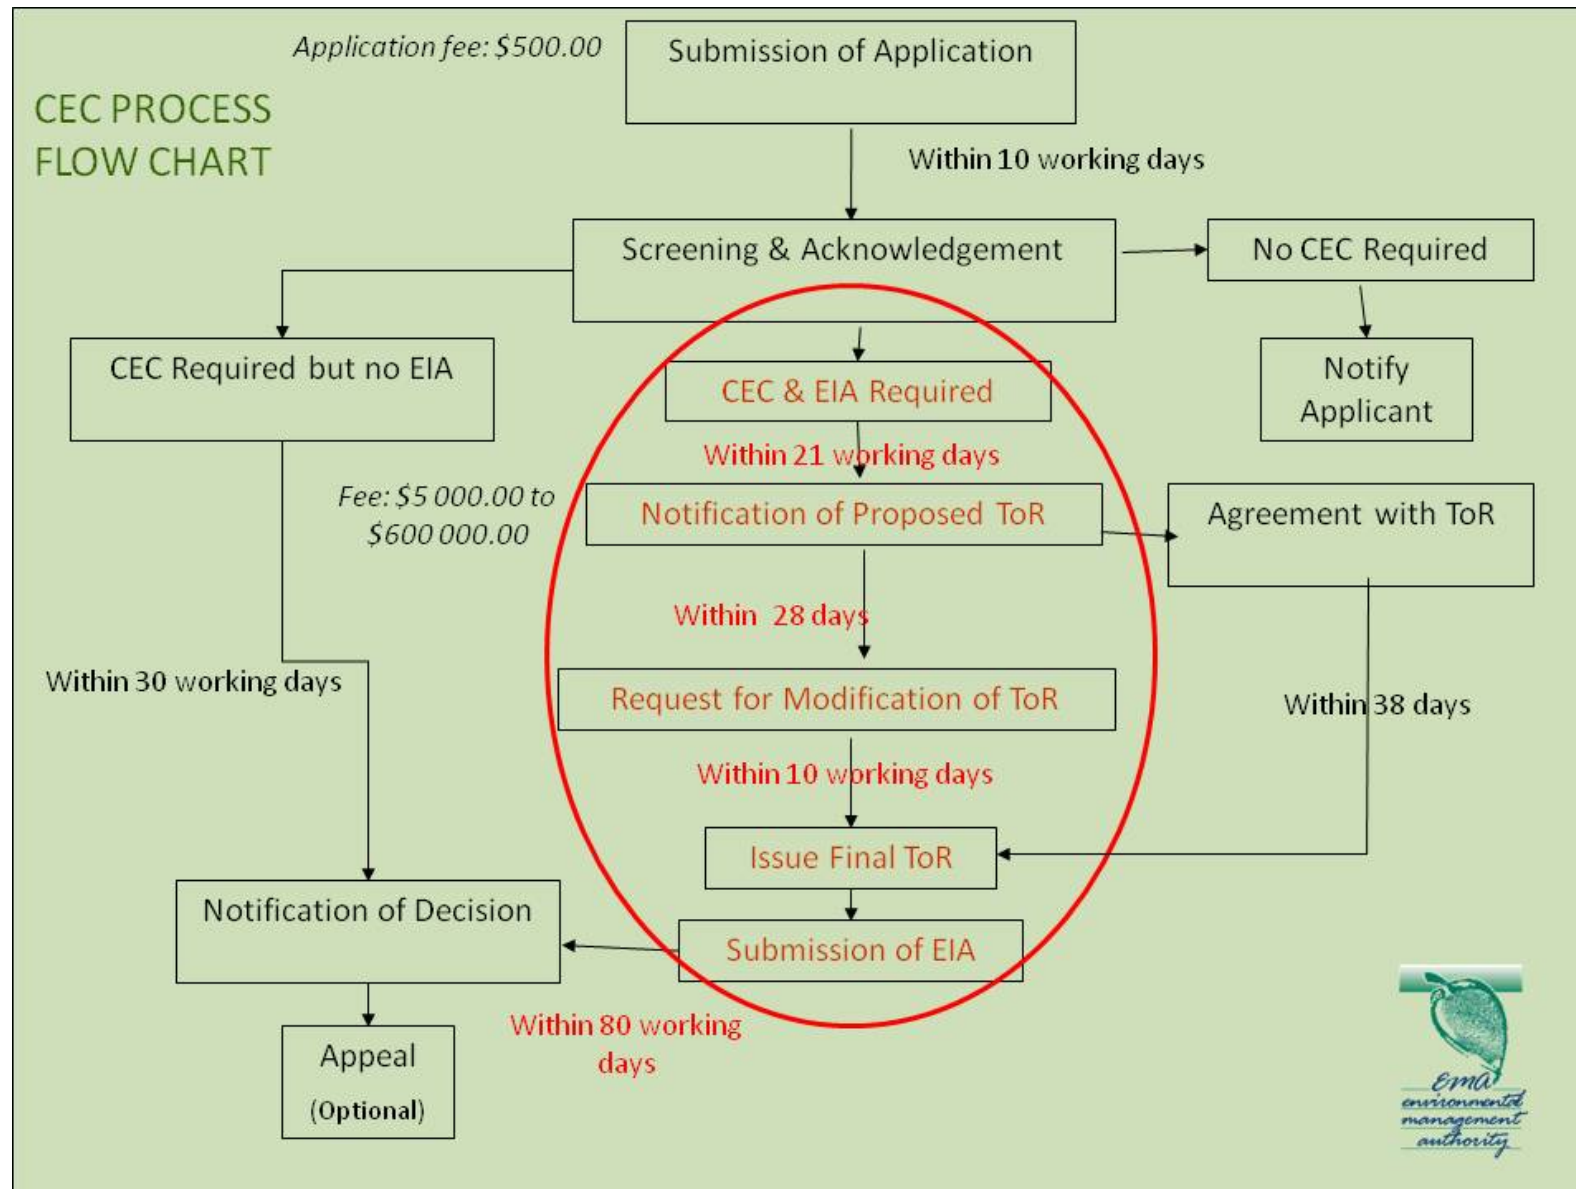 Application fee: $500.00
Submission of Application
CEC PROCESS
FLOW CHART
Within 10 working days
Screening & Acknowledgement
No CEC Required
CEC Required but no EIA
CEC & EIA Required
Notify
Applicant
Within 21 working days
Fee: $5 000.00 to
$600 000.00
Notification of Proposed ToR
Agreement with ToR
Within 28 days
Within 30 working days
Request for Modification of ToR
Within 38 days
Within 10 working days
Issue Final ToR
Notification of Decision
Submission of EIA
Within 80 working
days
Appeal
(Optional)
EMA
environmental
management
authority